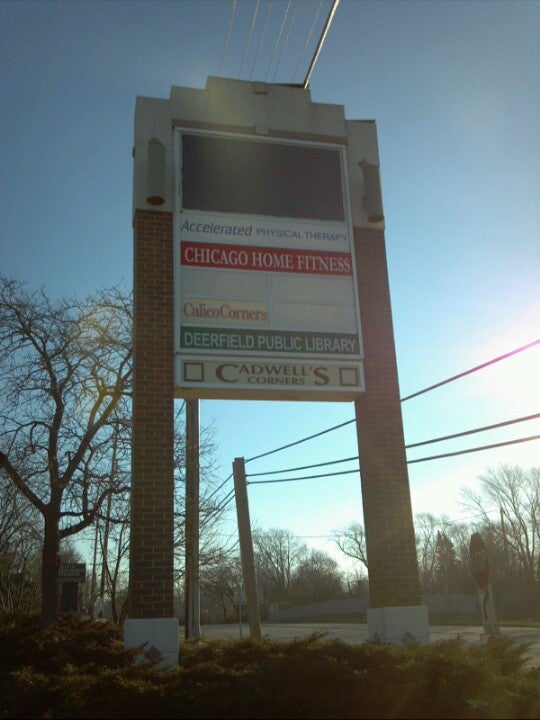 Accelerated PHYSICAL THERAPY
CHICAGO HOME FITNESS
CalicoCorners
DEERFIELD PUBLIC LIBRARY
CADWELL'S
CORNERS